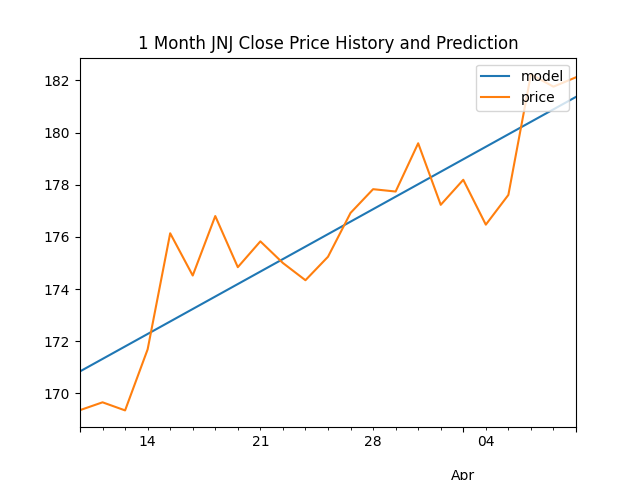 1 Month JNJ Close Price History and Prediction
model
price
182
180
178
176
174
172
170
14 21 28 04
Apr